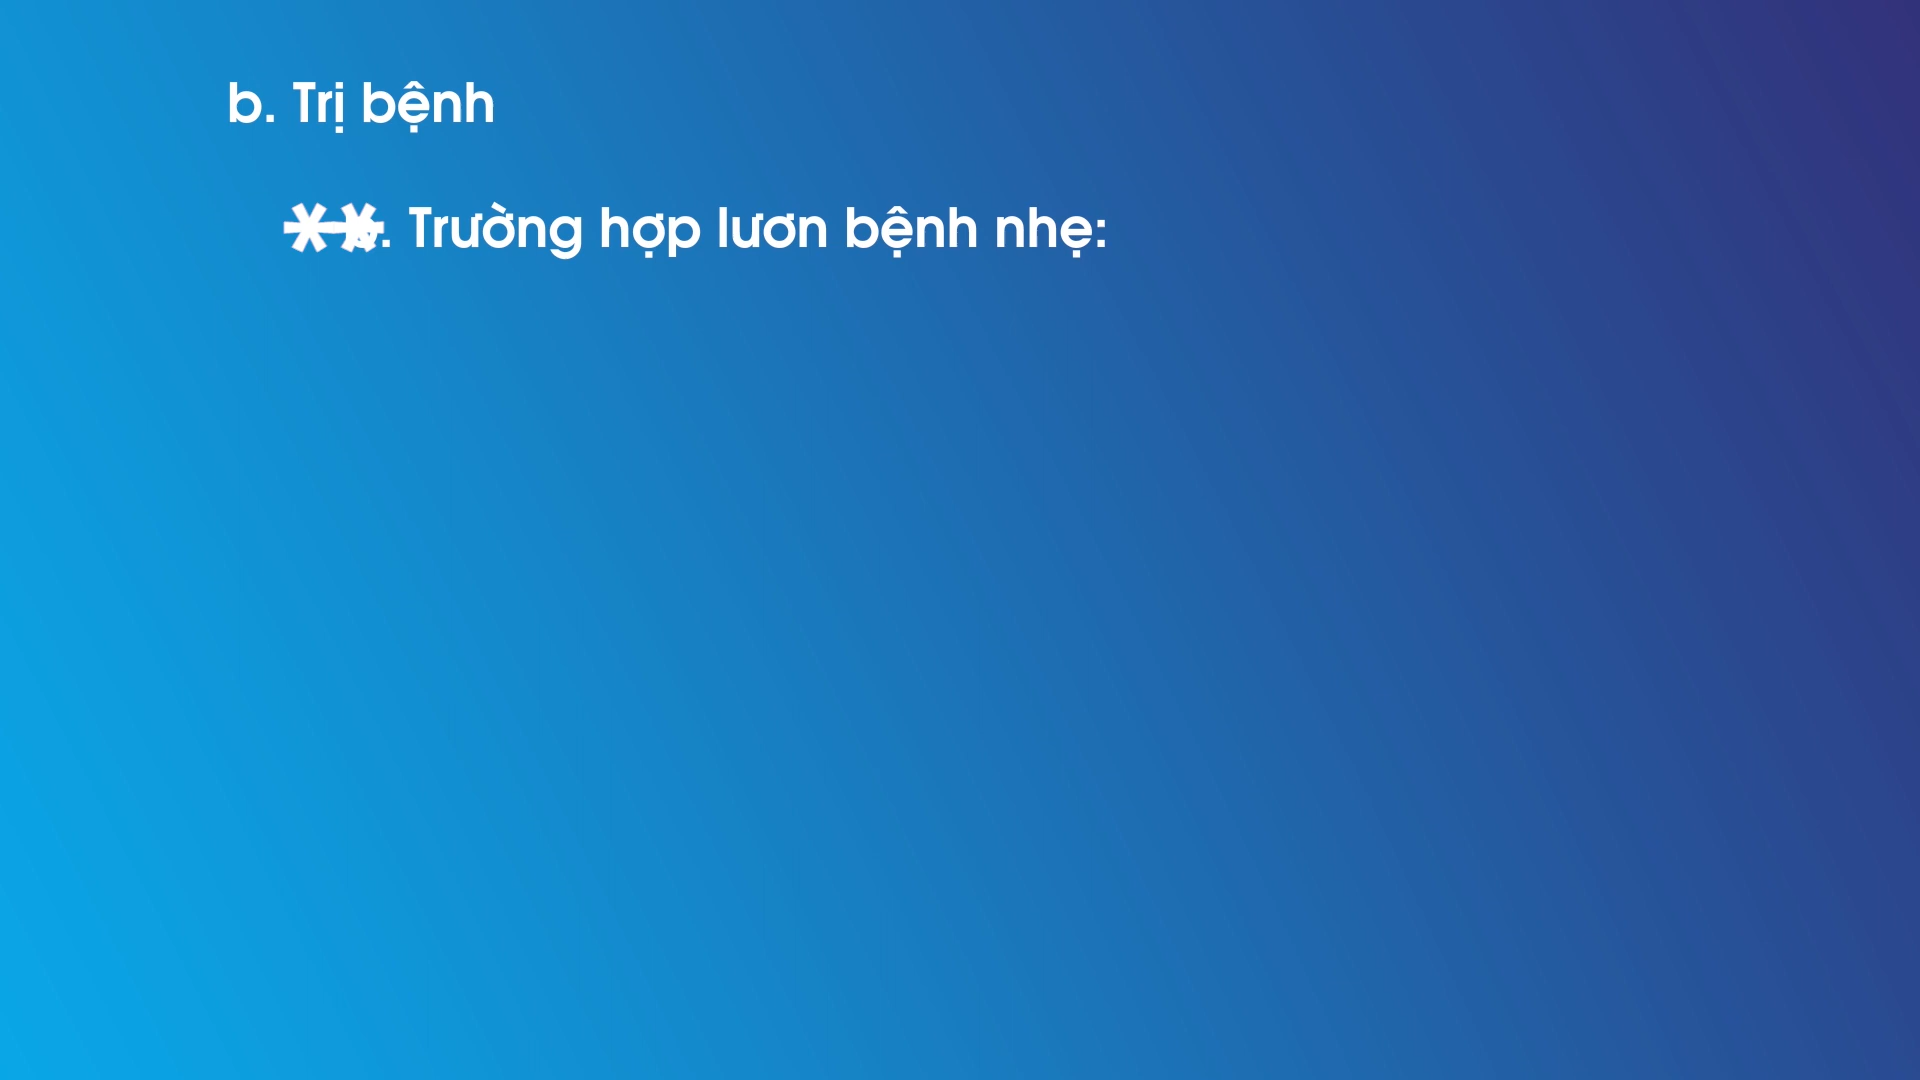 b. Trị bệnh
. Trường hợp lươn bệnh nhẹ: